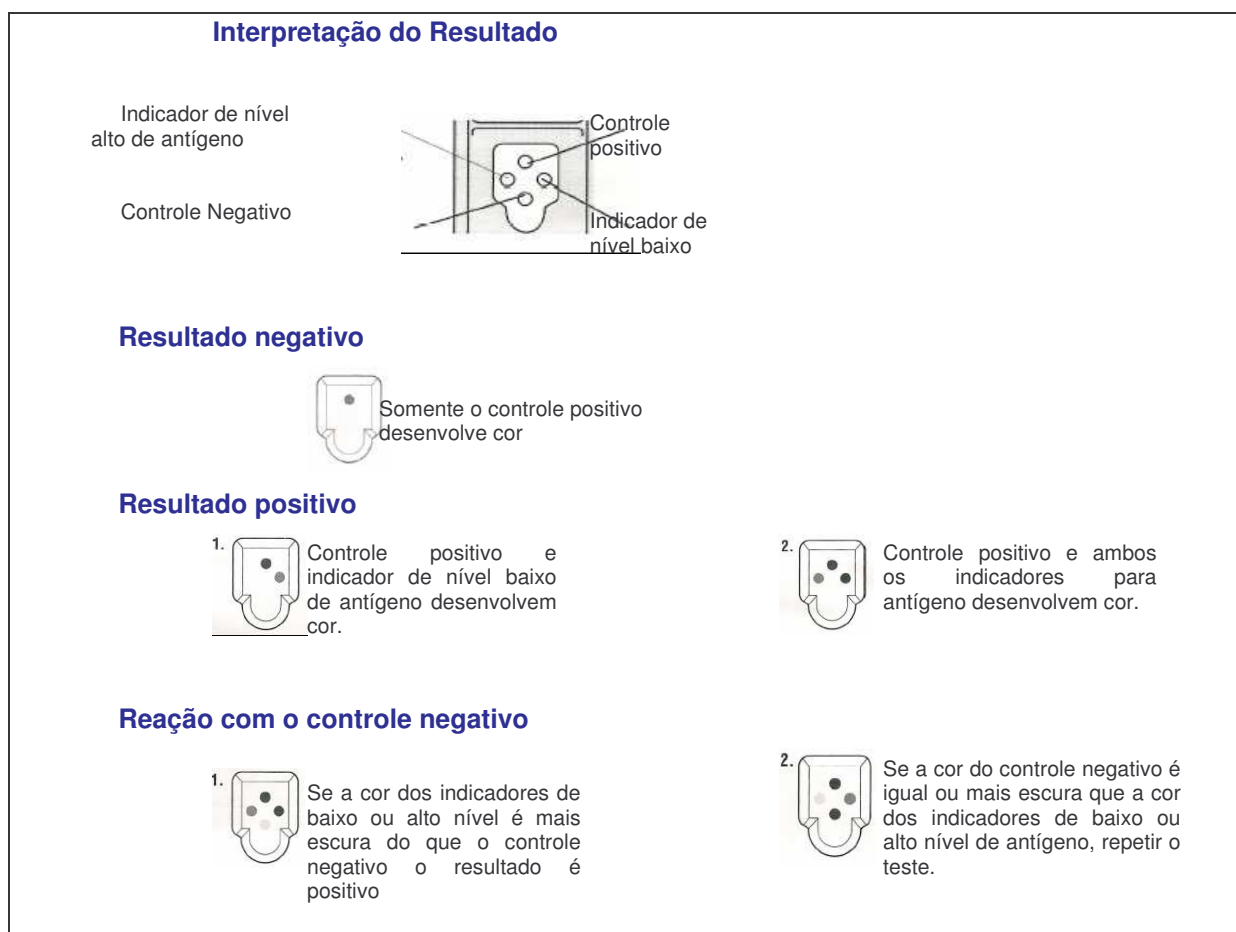 Interpretação do Resultado
Indicador de nível
alto de antígeno
Controle
positivo
Controle Negativo
Indicador de
nível baixo
Resultado negativo
Somente o controle positivo
desenvolve cor
Resultado positivo
1.
Controle positivo e
indicador de nível baixo
de antígeno desenvolvem
cor.
2.
Controle positivo e ambos
os indicadores para
antígeno desenvolvem cor.
Reação com o controle negativo
1.
Se a cor dos indicadores de
baixo ou alto nível é mais
escura do que o controle
negativo o resultado é
positivo
2.
Se a cor do controle negativo é
igual ou mais escura que a cor
dos indicadores de baixo ou
alto nível de antígeno, repetir o
teste.